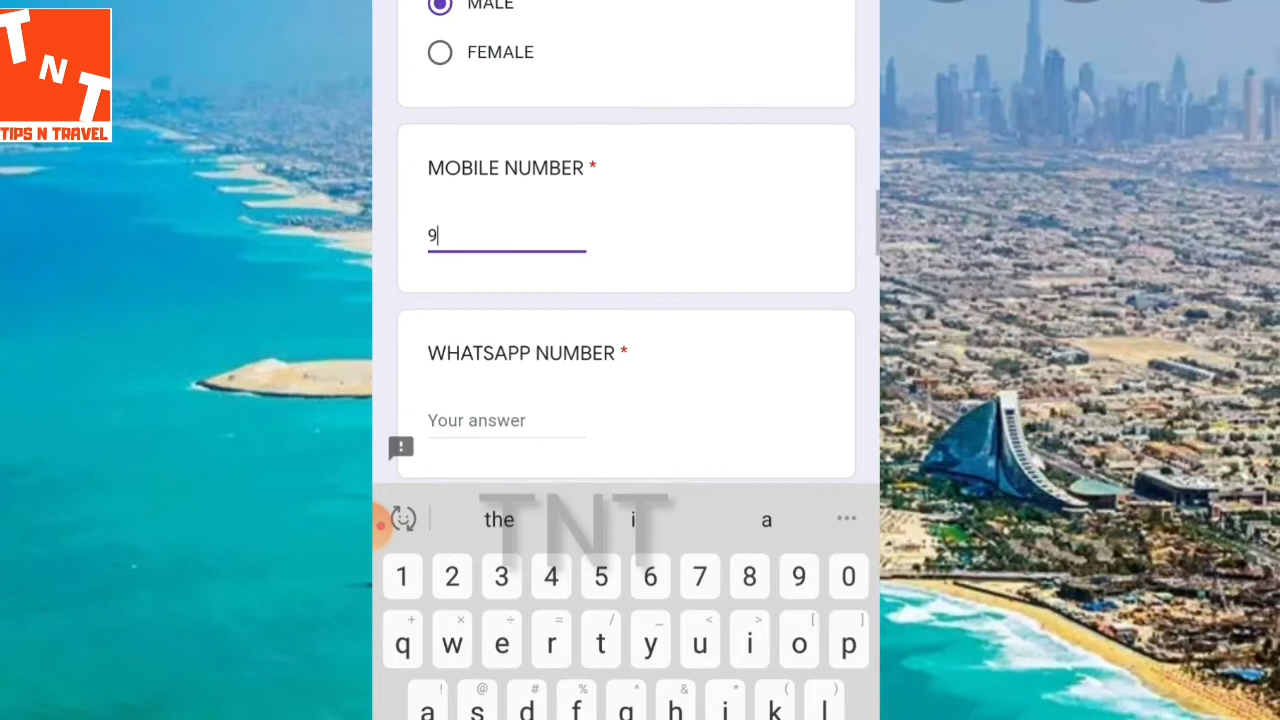 TNT
TIPS N TRAVEL
MALE
FEMALE
MOBILE NUMBER *
9
WHATSAPP NUMBER *
Your answer
!
TNT
the i a ...
1 2 3 4 5 6 7 8 9 0
+ × ÷ = / _ < > [ ]
q w e r t y u i o p
! @ # $ % ^ & * ( )
a s d f g h j k l